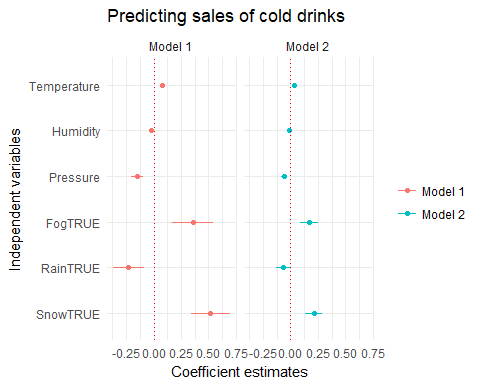 Predicting sales of cold drinks
Model 1 Model 2
Independent variables
Temperature
Humidity
Pressure
FogTRUE
RainTRUE
SnowTRUE
Model 1
Model 2
-0.25 0.00 0.25 0.50 0.75 -0.25 0.00 0.25 0.50 0.75
Coefficient estimates